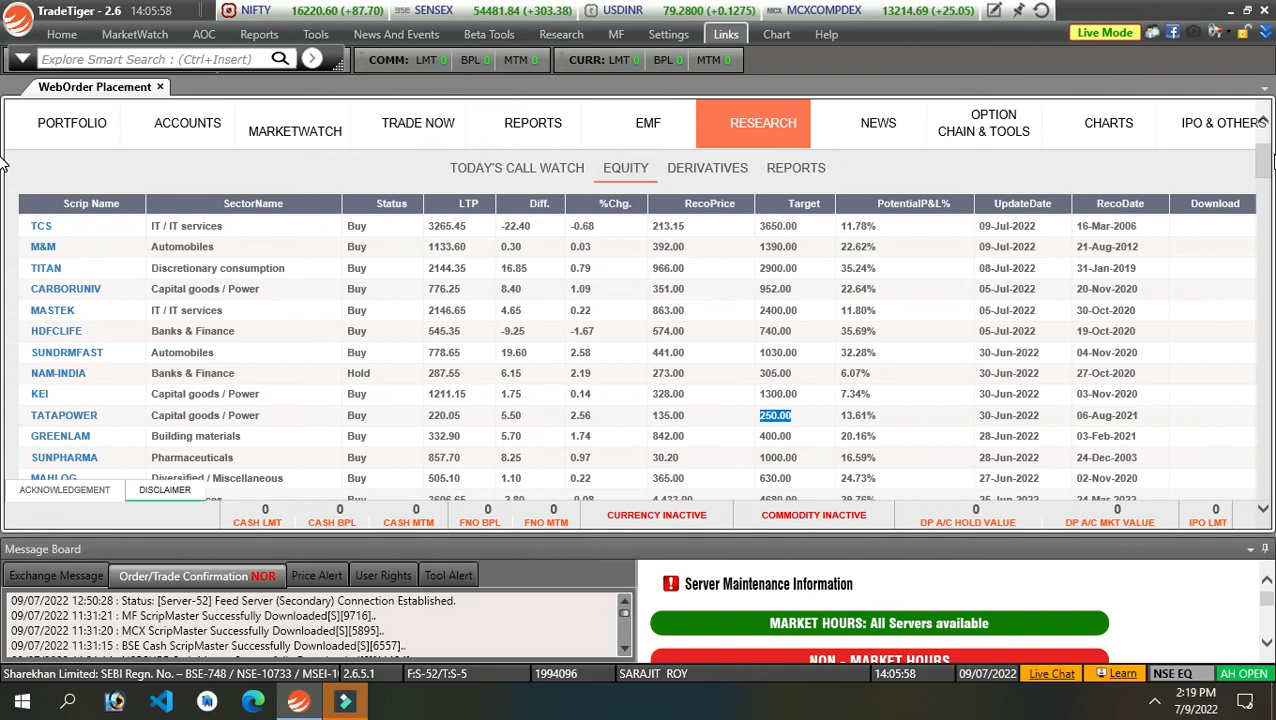 TradeTiger - 2.6 NIFTY 16220.60 (+87.70) SENSEX 54481.84 (+303.38) USDINR 79.2800 (+0.1275) MCXCOMPDEX 13214.69 (+25.05)
Home MarketWatch AOC Reports Tools News And Events Beta Tools Research MF Settings Links Chart Help Live Mode
Explore Smart Search : (Ctrl+Insert) COMM: LMT 0 BPL 0 MTM 0 CURR: LMT 0 BPL 0 MTM 0
WebOrder Placement
PORTFOLIO ACCOUNTS MARKETWATCH TRADE NOW REPORTS EMF RESEARCH NEWS OPTION CHAIN & TOOLS CHARTS IPO & OTHERS
TODAY'S CALL WATCH EQUITY DERIVATIVES REPORTS
Scrip Name SectorName Status LTP Diff. %Chg. RecoPrice Target PotentialP&L% UpdateDate RecoDate Download
TCS IT / IT services Buy 3265.45 -22.40 -0.68 213.15 3650.00 11.78% 09-Jul-2022 16-Mar-2006
M&M Automobiles Buy 1133.60 0.30 0.03 392.00 1390.00 22.62% 09-Jul-2022 21-Aug-2012
TITAN Discretionary consumption Buy 2144.35 16.85 0.79 966.00 2900.00 35.24% 08-Jul-2022 31-Jan-2019
CARBORUNIV Capital goods / Power Buy 776.25 8.40 1.09 351.00 952.00 22.64% 05-Jul-2022 20-Nov-2020
MASTEK IT / IT services Buy 2146.65 4.65 0.22 863.00 2400.00 11.80% 05-Jul-2022 30-Oct-2020
HDFCLIFE Banks & Finance Buy 545.35 -9.25 -1.67 574.00 740.00 35.69% 05-Jul-2022 19-Oct-2020
SUNDRMFAST Automobiles Buy 778.65 19.60 2.58 441.00 1030.00 32.28% 30-Jun-2022 04-Nov-2020
NAM-INDIA Banks & Finance Hold 287.55 6.15 2.19 273.00 305.00 6.07% 30-Jun-2022 27-Oct-2020
KEI Capital goods / Power Buy 1211.15 1.75 0.14 328.00 1300.00 7.34% 30-Jun-2022 03-Nov-2020
TATAPOWER Capital goods / Power Buy 220.05 5.50 2.56 135.00 250.00 13.61% 30-Jun-2022 06-Aug-2021
GREENLAM Building materials Buy 332.90 5.70 1.74 842.00 400.00 20.16% 28-Jun-2022 03-Feb-2021
SUNPHARMA Pharmaceuticals Buy 857.70 8.25 0.97 30.20 1000.00 16.59% 28-Jun-2022 24-Dec-2003
MAHLOG Diversified / Miscellaneous Buy 505.10 1.10 0.22 365.00 630.00 24.73% 27-Jun-2022 02-Nov-2020
Buy 3606.65 -2.80 -0.08 4,433.00 4680.00 29.76% 25-Jun-2022 24-Mar-2022
ACKNOWLEDGEMENT DISCLAIMER
0 0 0 0 0 CURRENCY INACTIVE COMMODITY INACTIVE 0 0 0
CASH LMT CASH BPL CASH MTM FNO BPL FNO MTM DP A/C HOLD VALUE DP A/C MKT VALUE IPO LMT
Message Board
Exchange Message Order/Trade Confirmation NOR Price Alert User Rights Tool Alert
09/07/2022 12:50:28 : Status: [Server-52] Feed Server (Secondary) Connection Established.
09/07/2022 11:31:21 : MF ScripMaster Successfully Downloaded[S][9716]..
09/07/2022 11:31:20 : MCX ScripMaster Successfully Downloaded[S][5895]..
09/07/2022 11:31:15 : BSE Cash ScripMaster Successfully Downloaded[S][6557]..
Server Maintenance Information
MARKET HOURS: All Servers available
NON - MARKET HOURS
Sharekhan Limited: SEBI Regn. No. – BSE-748 / NSE-10733 / MSEI-1 2.6.5.1 F:S-52/T:S-5 1994096 SARAJIT ROY 14:05:58 09/07/2022 Live Chat Learn NSE EQ AH OPEN
2:19 PM
7/9/2022